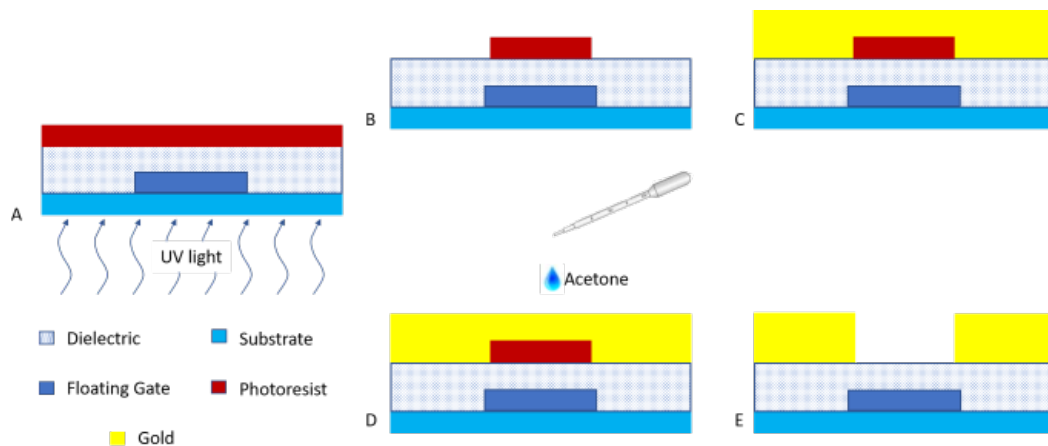 A
UV light
B
C
Acetone
D
E
Dielectric
Substrate
Floating Gate
Photoresist
Gold